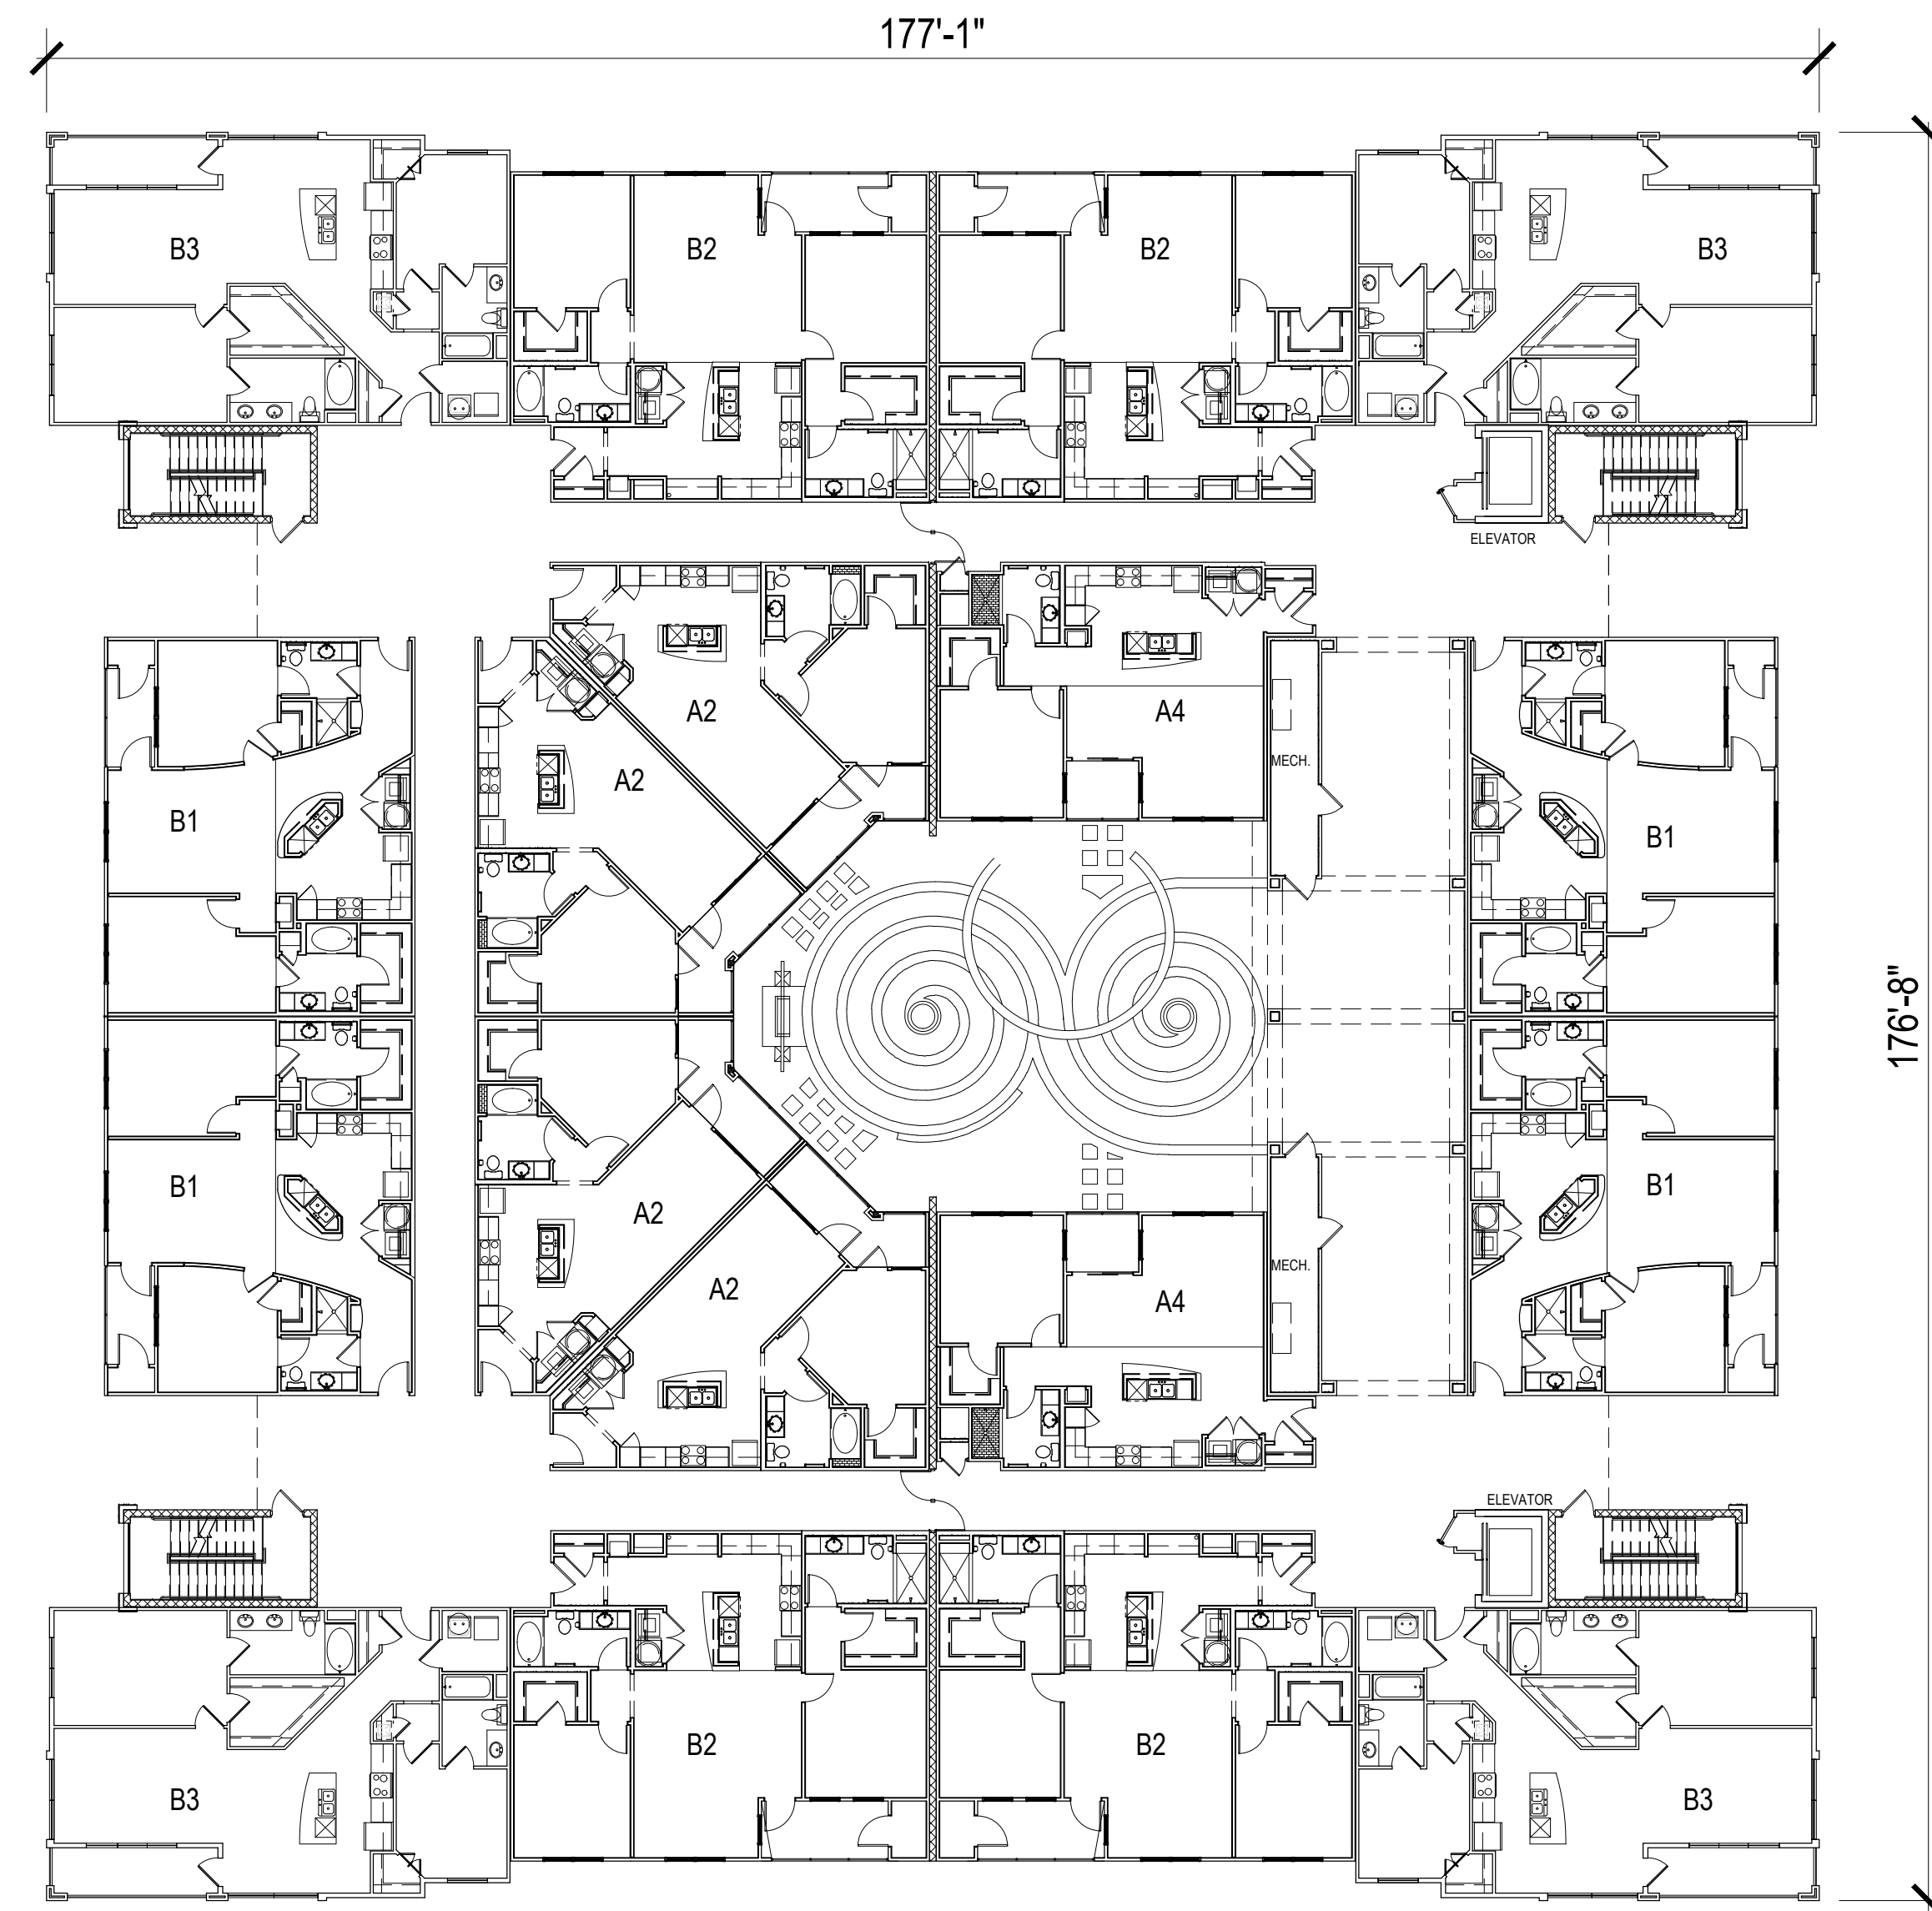 177'-1"
B3
B2
B2
B3
ELEVATOR
A2
A4
MECH.
A2
B1
B1
176'-8"
B1
A2
B1
A2
MECH.
A4
ELEVATOR
B2
B2
B3
B3